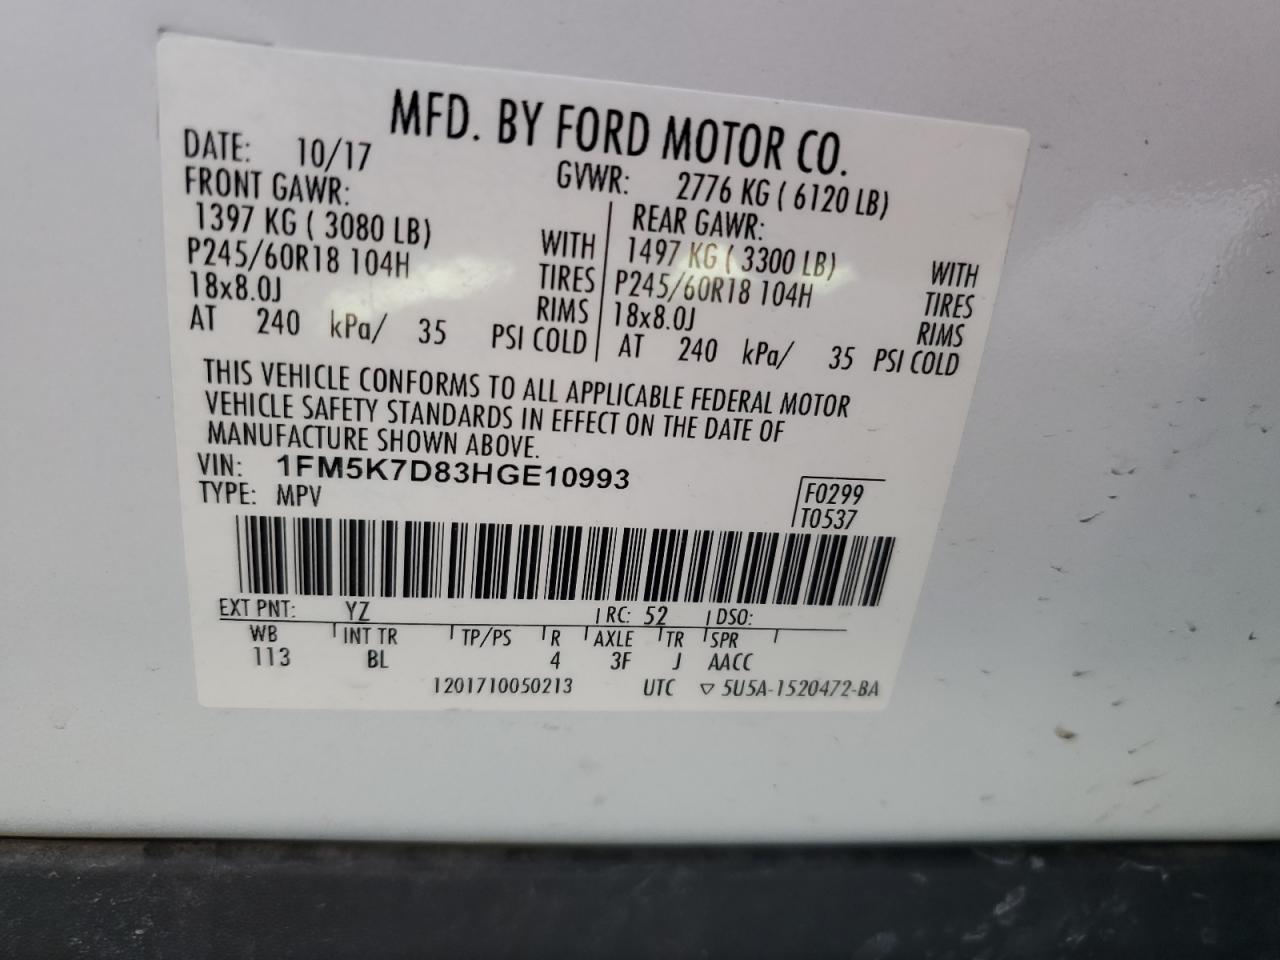 MFD. BY FORD MOTOR CO.
DATE: 10/17 GVWR: 2776 KG ( 6120 LB)
FRONT GAWR: REAR GAWR:
1397 KG ( 3080 LB) WITH 1497 KG ( 3300 LB) WITH
P245/60R18 104H TIRES P245/60R18 104H TIRES
18x8.0J RIMS 18x8.0J RIMS
AT 240 kPa/ 35 PSI COLD AT 240 kPa/ 35 PSI COLD
THIS VEHICLE CONFORMS TO ALL APPLICABLE FEDERAL MOTOR
VEHICLE SAFETY STANDARDS IN EFFECT ON THE DATE OF
MANUFACTURE SHOWN ABOVE.
VIN: 1FM5K7D83HGE10993 F0299
TYPE: MPV T0537
EXT PNT: YZ RC: 52 DSO:
WB INT TR TP/PS R AXLE TR SPR
113 BL 4 3F J AACC
1201710050213 UTC ▽ 5U5A-1520472-BA